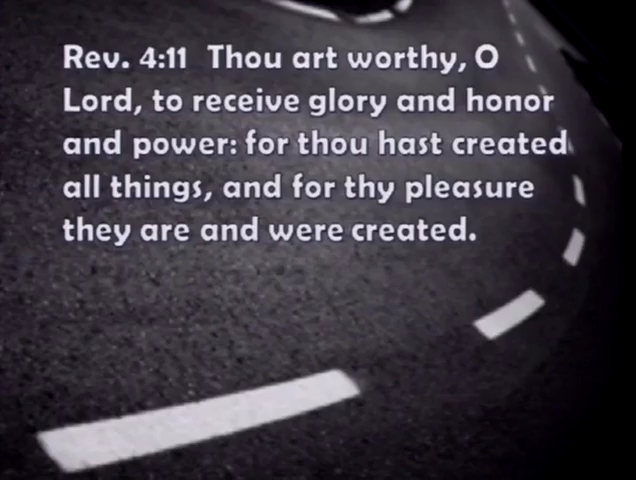 Rev. 4:11  Thou art worthy, O
Lord, to receive glory and honor
and power: for thou hast created
all things, and for thy pleasure
they are and were created.